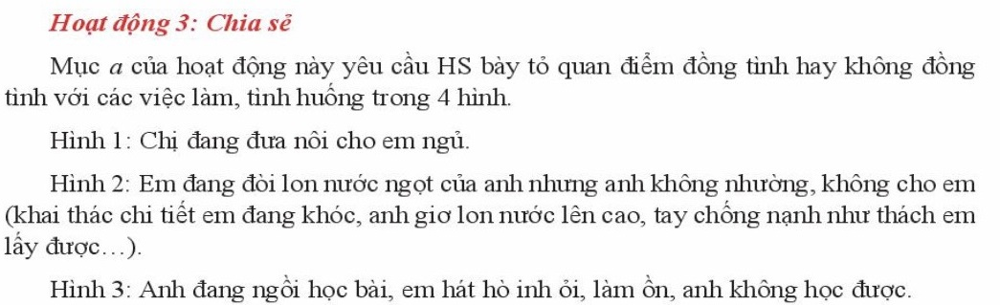 Hoạt động 3: Chia sẻ
Mục a của hoạt động này yêu cầu HS bày tỏ quan điểm đồng tình hay không đồng
tình với các việc làm, tình huống trong 4 hình.
Hình 1: Chị đang đưa nôi cho em ngủ.
Hình 2: Em đang đòi lon nước ngọt của anh nhưng anh không nhường, không cho em
(khai thác chi tiết em đang khóc, anh giơ lon nước lên cao, tay chống nạnh như thách em
lấy được…).
Hình 3: Anh đang ngồi học bài, em hát hò inh ỏi, làm ồn, anh không học được.